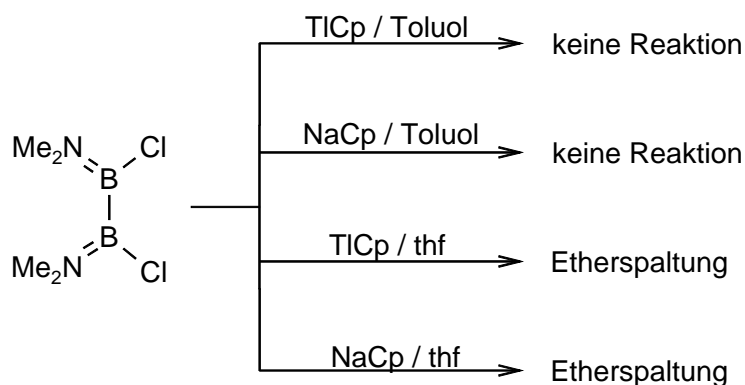 TlCp / Toluol
keine Reaktion
NaCp / Toluol
keine Reaktion
Me2N
Cl
B
B
Me2N
Cl
TlCp / thf
Etherspaltung
NaCp / thf
Etherspaltung